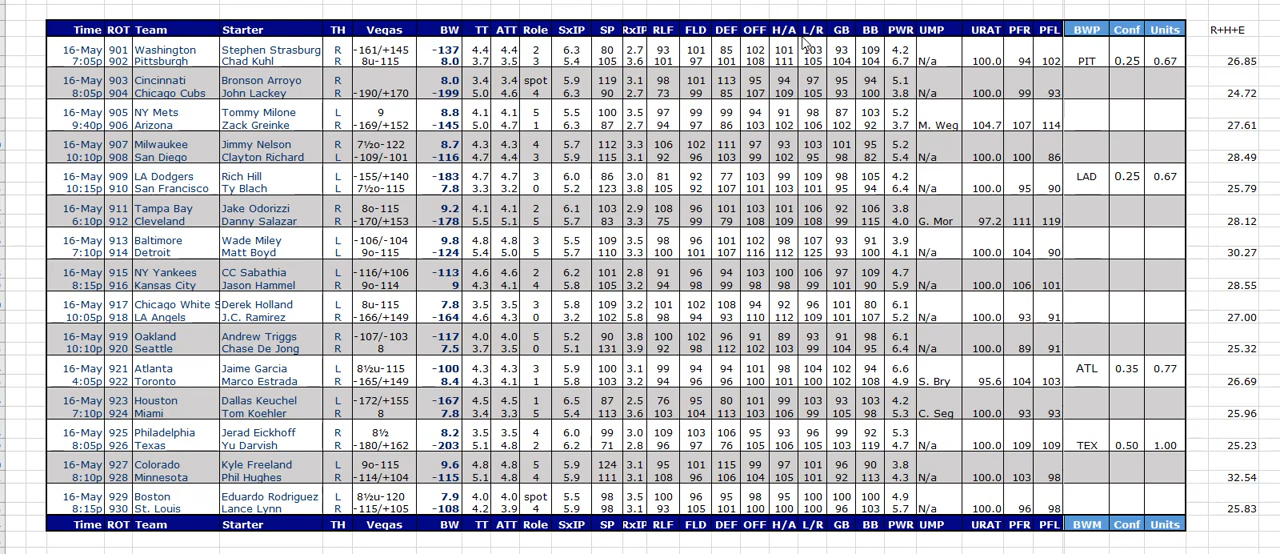 Time ROT Team Starter TH Vegas BW TT ATT Role SxIP SP RxIP RLF FLD DEF OFF H/A L/R GB BB PWR UMP URAT PFR PFL BWP Conf Units R+H+E
16-May 901 Washington Stephen Strasburg R -161/+145 -137 4.4 4.4 2 6.3 80 2.7 93 101 85 102 101 103 93 109 4.2
7:05p 902 Pittsburgh Chad Kuhl R 8u-115 8.0 3.7 3.5 3 5.4 105 3.6 101 97 101 108 111 105 104 104 6.7 N/a 100.0 94 102 PIT 0.25 0.67 26.85
16-May 903 Cincinnati Bronson Arroyo R 8.0 3.4 3.4 spot 5.9 119 3.1 98 101 113 95 94 97 95 94 5.1
8:05p 904 Chicago Cubs John Lackey R -190/+170 -199 5.0 4.6 4 6.3 90 2.7 73 99 85 107 109 105 93 100 3.8 N/a 100.0 99 93 24.72
16-May 905 NY Mets Tommy Milone L 9 8.8 4.1 4.1 5 5.1 100 3.5 97 99 99 94 91 98 87 103 5.2
9:40p 906 Arizona Zack Greinke R -169/+152 -145 5.0 4.7 1 6.3 87 2.7 94 97 86 103 102 106 102 92 3.7 M. Weg 104.7 107 114 27.61
16-May 907 Milwaukee Jimmy Nelson R 7½o-122 8.7 4.3 4.3 4 5.7 112 3.3 106 102 111 97 93 103 101 95 5.2
10:10p 908 San Diego Clayton Richard L -109/-101 -116 4.7 4.4 3 5.9 115 3.1 92 96 103 99 102 95 98 82 5.4 N/a 100.0 100 86 28.49
16-May 909 LA Dodgers Rich Hill L -155/+140 -183 4.7 4.7 3 6.0 86 3.0 81 92 77 103 99 109 98 105 4.2
10:15p 910 San Francisco Ty Blach L 7½o-115 7.8 3.3 3.2 0 5.2 123 3.8 105 92 107 101 103 101 95 94 6.4 N/a 100.0 95 90 LAD 0.25 0.67 25.79
16-May 911 Tampa Bay Jake Odorizzi R 8o-115 9.2 4.1 4.1 2 6.1 103 2.9 108 96 101 103 101 103 92 106 3.8
6:10p 912 Cleveland Danny Salazar R -170/+153 -178 5.5 5.1 5 5.7 83 3.3 75 99 79 108 109 108 99 115 4.0 G. Mor 97.2 111 119 28.12
16-May 913 Baltimore Wade Miley L -106/-104 9.8 4.8 4.8 3 5.5 109 3.5 98 96 101 102 98 107 93 91 3.9
7:10p 914 Detroit Matt Boyd L 9o-115 -124 5.4 5.0 5 5.7 110 3.3 100 101 107 116 112 125 93 100 4.1 N/a 100.0 104 90 30.27
16-May 915 NY Yankees CC Sabathia L -116/+106 -113 4.6 4.6 2 6.2 101 2.8 91 96 94 103 100 106 97 109 4.7
8:15p 916 Kansas City Jason Hammel R 9o-114 9 4.3 4.1 4 5.8 105 3.2 94 98 99 98 98 99 101 90 5.9 N/a 100.0 106 101 28.55
16-May 917 Chicago White S Derek Holland L 8u-115 7.8 3.5 3.5 3 5.8 109 3.2 101 102 108 94 92 96 101 80 6.1
10:05p 918 LA Angels J.C. Ramirez R -166/+149 -164 4.6 4.3 0 3.2 102 5.8 98 94 93 110 112 109 101 107 5.2 N/a 100.0 93 91 27.00
16-May 919 Oakland Andrew Triggs R -107/-103 -117 4.0 4.0 5 5.2 90 3.8 100 102 96 91 89 93 91 98 6.1
10:10p 920 Seattle Chase De Jong R 8 7.5 3.7 3.5 0 5.1 131 3.9 92 98 112 102 103 99 104 95 6.4 N/a 100.0 89 91 25.32
16-May 921 Atlanta Jaime Garcia L 8½u-115 -100 4.3 4.3 3 5.9 100 3.1 99 94 96 101 98 104 102 94 6.6
4:05p 922 Toronto Marco Estrada R -165/+149 8.4 4.3 4.1 1 5.8 103 3.2 94 94 96 96 100 101 102 108 4.9 S. Bry 95.6 104 103 ATL 0.35 0.77 26.69
16-May 923 Houston Dallas Keuchel L -172/+155 -167 4.5 4.5 1 6.5 87 2.5 76 95 80 101 99 103 93 103 5.2
7:10p 924 Miami Tom Koehler R 8 7.8 3.4 3.3 5 5.4 113 3.6 103 104 113 103 106 99 105 98 5.3 C. Seg 100.0 93 93 25.96
16-May 925 Philadelphia Jerad Eickhoff R 8½ 8.2 3.5 3.5 4 6.0 99 3.0 109 103 106 95 93 96 99 92 5.3
8:05p 926 Texas Yu Darvish R -180/+162 -203 5.1 4.8 2 6.2 71 2.8 96 97 76 105 106 105 103 119 4.7 N/a 100.0 109 109 TEX 0.50 1.00 25.23
16-May 927 Colorado Kyle Freeland L 9o-115 9.6 4.8 4.8 5 5.9 124 3.1 95 101 115 99 97 101 96 90 3.8
8:10p 928 Minnesota Phil Hughes R -114/+104 -115 5.1 4.8 4 5.9 111 3.1 108 96 108 104 105 103 93 100 4.3 N/a 100.0 103 98 32.54
16-May 929 Boston Eduardo Rodriguez L 8½u-120 7.9 4.0 4.0 spot 5.5 98 3.5 100 93 95 98 95 100 100 100 4.9
8:15p 930 St. Louis Lance Lynn R -115/+105 -108 4.2 3.9 4 5.9 98 3.1 93 105 101 100 100 100 94 98 5.7 N/a 100.0 96 98 25.83
Time ROT Team Starter TH Vegas BW TT ATT Role SxIP SP RxIP RLF FLD DEF OFF H/A L/R GB BB PWR UMP URAT PFR PFL BWM Conf Units